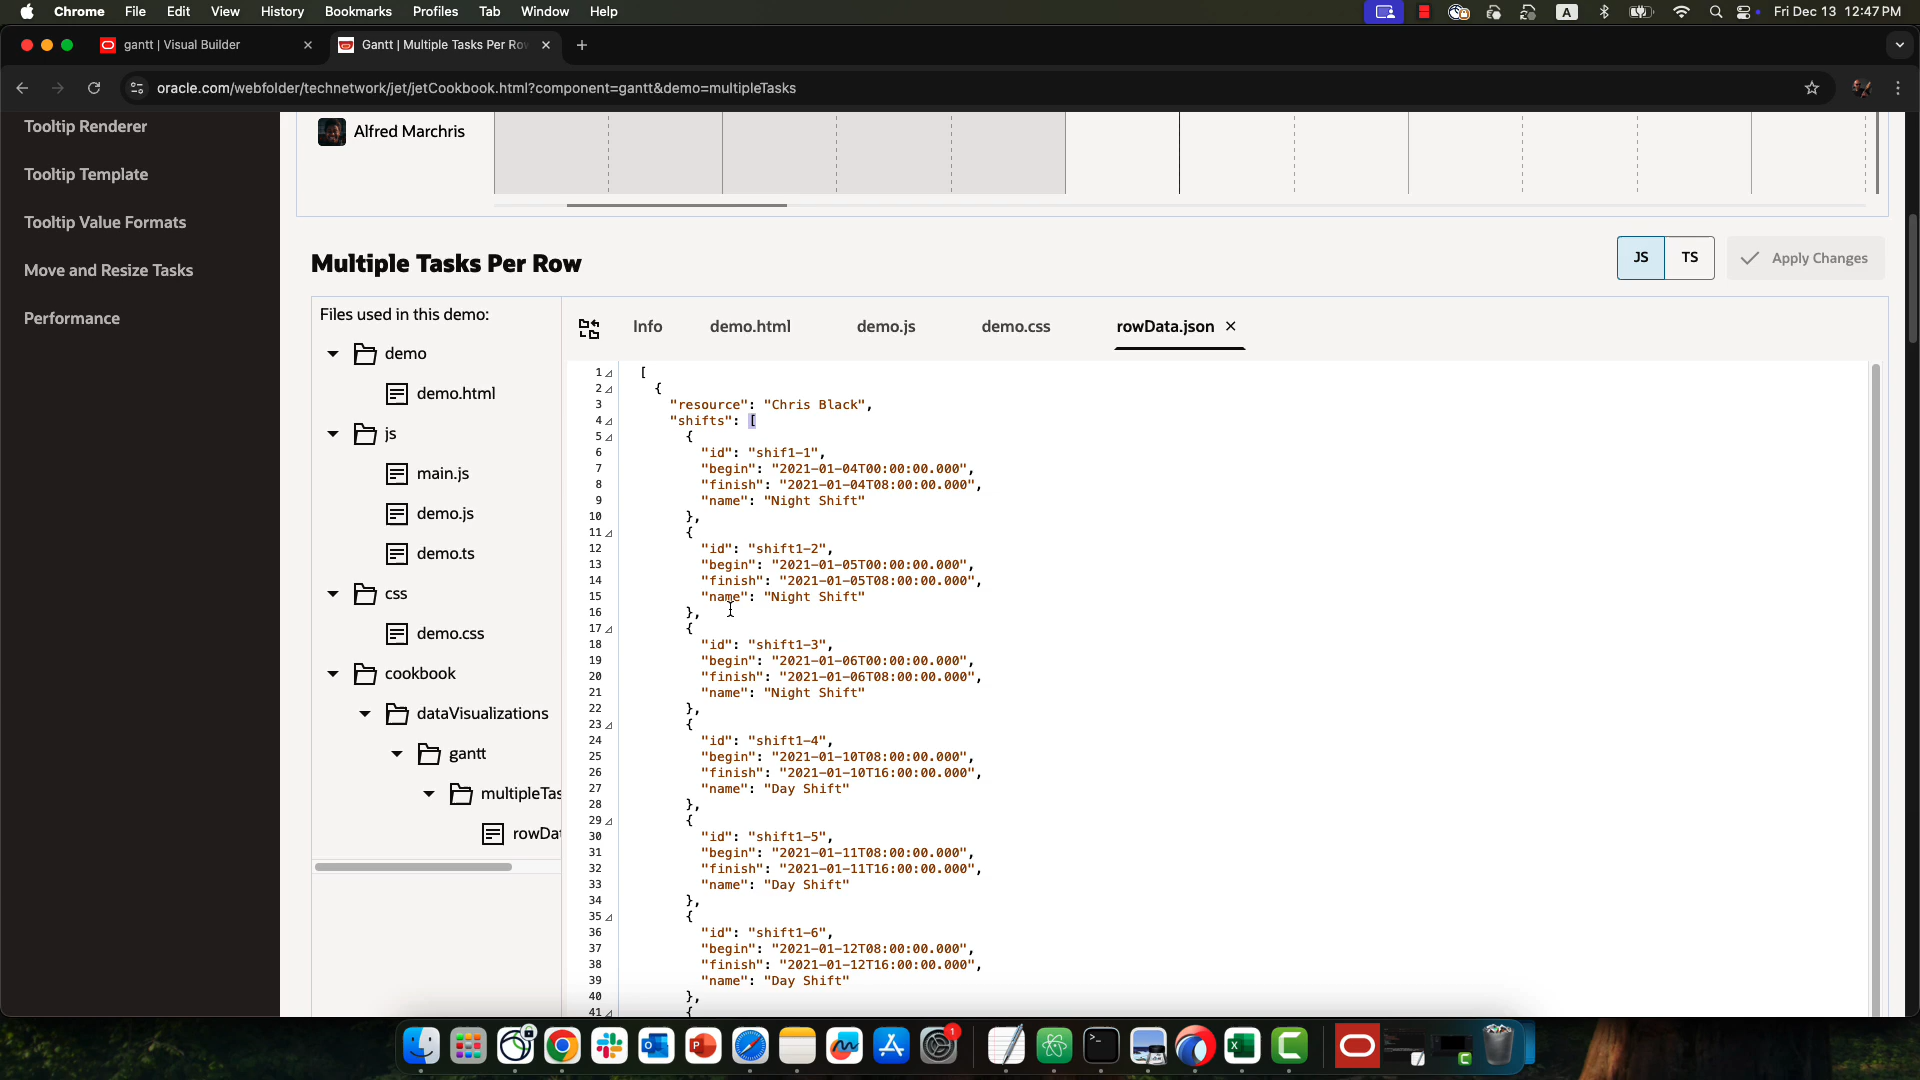 Chrome File Edit View History Bookmarks Profiles Tab Window Help
A
Fri Dec 13 12:47 PM
gantt | Visual Builder
Gantt | Multiple Tasks Per Ro
oracle.com/webfolder/technetwork/jet/jetCookbook.html?component=gantt&demo=multipleTasks
Tooltip Renderer
Tooltip Template
Tooltip Value Formats
Move and Resize Tasks
Performance
Alfred Marchris
Multiple Tasks Per Row
JS TS Apply Changes
Files used in this demo:
demo
demo.html
js
main.js
demo.js
demo.ts
css
demo.css
cookbook
dataVisualizations
gantt
multipleTas
rowDat
Info demo.html demo.js demo.css rowData.json
1 [
2 {
3 "resource": "Chris Black",
4 "shifts": [
5 {
6 "id": "shif1-1",
7 "begin": "2021-01-04T00:00:00.000",
8 "finish": "2021-01-04T08:00:00.000",
9 "name": "Night Shift"
10 },
11 {
12 "id": "shift1-2",
13 "begin": "2021-01-05T00:00:00.000",
14 "finish": "2021-01-05T08:00:00.000",
15 "name": "Night Shift"
16 },
17 {
18 "id": "shift1-3",
19 "begin": "2021-01-06T00:00:00.000",
20 "finish": "2021-01-06T08:00:00.000",
21 "name": "Night Shift"
22 },
23 {
24 "id": "shift1-4",
25 "begin": "2021-01-10T08:00:00.000",
26 "finish": "2021-01-10T16:00:00.000",
27 "name": "Day Shift"
28 },
29 {
30 "id": "shift1-5",
31 "begin": "2021-01-11T08:00:00.000",
32 "finish": "2021-01-11T16:00:00.000",
33 "name": "Day Shift"
34 },
35 {
36 "id": "shift1-6",
37 "begin": "2021-01-12T08:00:00.000",
38 "finish": "2021-01-12T16:00:00.000",
39 "name": "Day Shift"
40 },
41 {
1